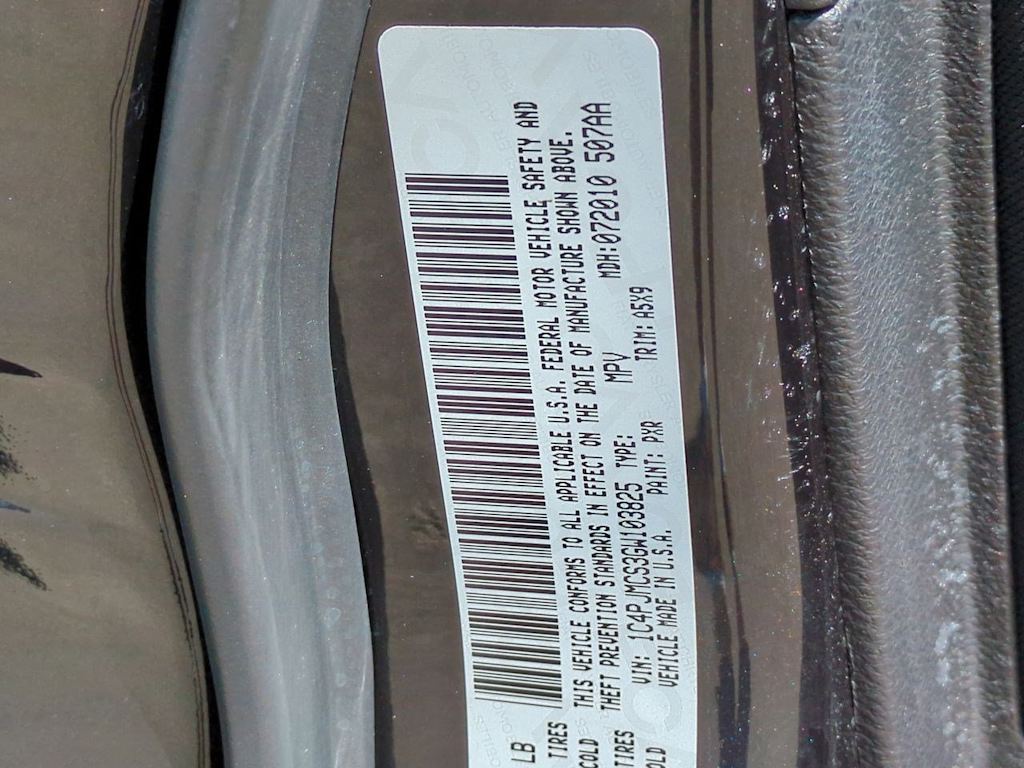 LB
TIRES
COLD
TIRES
OLD
THIS VEHICLE CONFORMS TO ALL APPLICABLE U.S.A. FEDERAL MOTOR VEHICLE SAFETY AND
THEFT PREVENTION STANDARDS IN EFFECT ON THE DATE OF MANUFACTURE SHOWN ABOVE.
VIN: 1C4PJMCS3GW103825 TYPE: MPV MDH:072010 507AA
VEHICLE MADE IN U.S.A. PAINT: PXR TRIM: A5X9